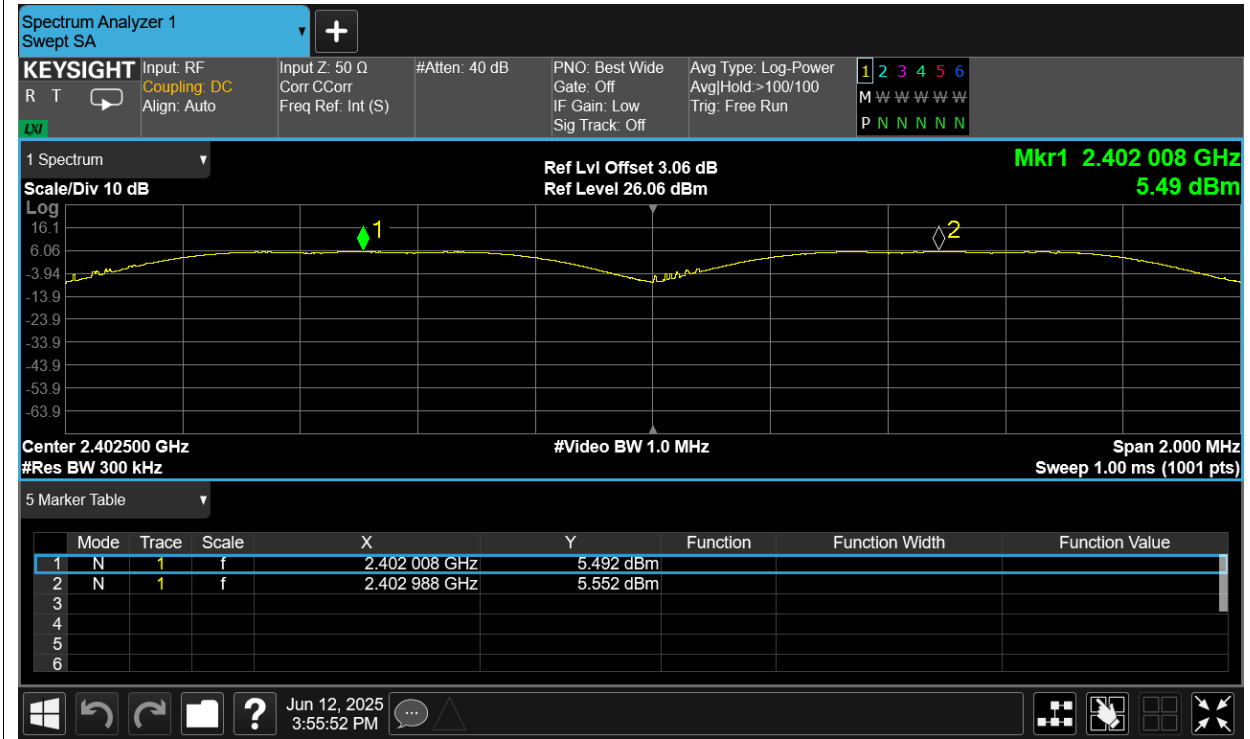 Spectrum Analyzer 1
Swept SA
KEYSIGHT Input: RF Input Z: 50 Ω #Atten: 40 dB PNO: Best Wide Avg Type: Log-Power 1 2 3 4 5 6
R T Coupling: DC Corr CCorr Gate: Off Avg|Hold:>100/100 M W W W W W
Align: Auto Freq Ref: Int (S) IF Gain: Low Trig: Free Run
LXI Sig Track: Off P N N N N N
1 Spectrum Ref Lvl Offset 3.06 dB Mkr1 2.402 008 GHz
Scale/Div 10 dB Ref Level 26.06 dBm 5.49 dBm
Log
16.1 1 2
6.06
-3.94
-13.9
-23.9
-33.9
-43.9
-53.9
-63.9
Center 2.402500 GHz #Video BW 1.0 MHz Span 2.000 MHz
#Res BW 300 kHz Sweep 1.00 ms (1001 pts)
5 Marker Table
Mode Trace Scale X Y Function Function Width Function Value
1 N 1 f 2.402 008 GHz 5.492 dBm
2 N 1 f 2.402 988 GHz 5.552 dBm
3
4
5
6
? Jun 12, 2025
3:55:52 PM